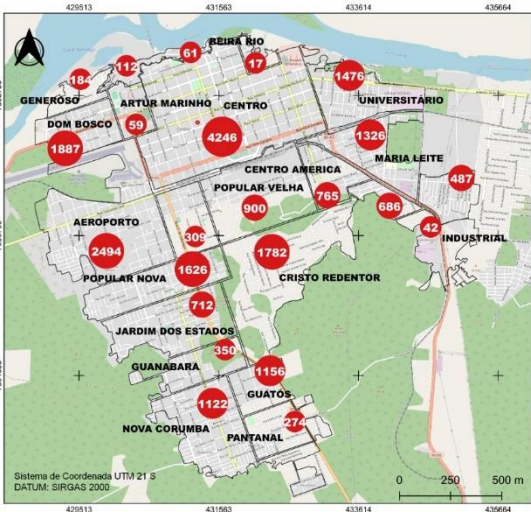 429513 431563 433614 435664
BEIRA RIO
61
112
17
184
1476
GENEROSO
ARTUR MARINHO
CENTRO
UNIVERSITÁRIO
DOM BOSCO
59
4246
1326
1887
MARIA LEITE
CENTRO AMERICA
487
POPULAR VELHA
765
686
900
AEROPORTO
42
309
INDUSTRIAL
2494
1782
1626
POPULAR NOVA
CRISTO REDENTOR
712
JARDIM DOS ESTADOS
350
GUANABARA
1156
GUATÓS
1122
274
NOVA CORUMBA
PANTANAL
Sistema de Coordenada UTM 21 S
DATUM: SIRGAS 2000
0 250 500 m
429513 431563 433614 435664